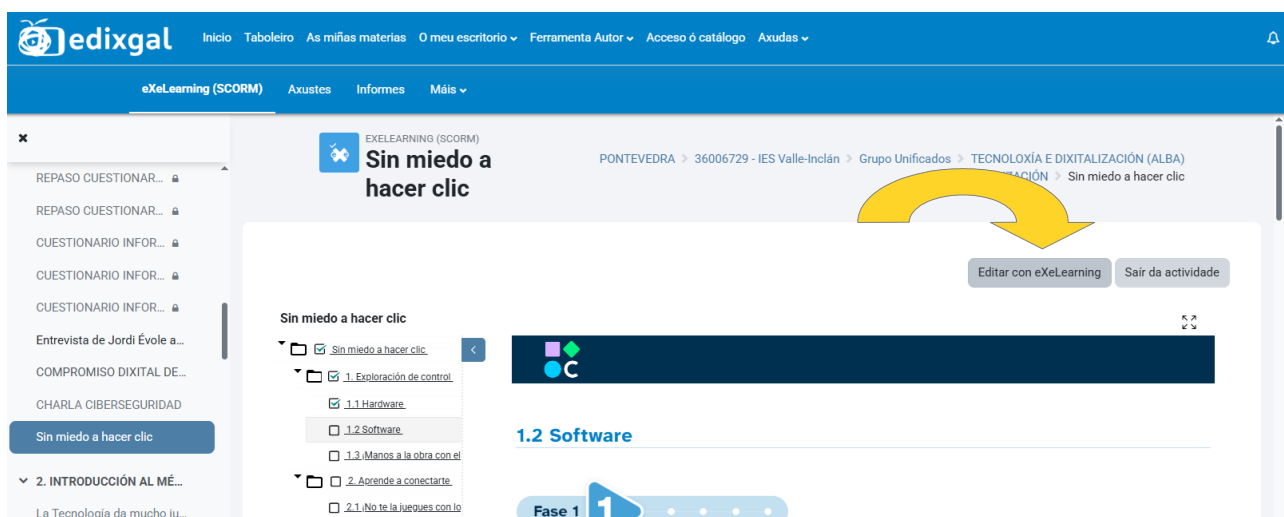 edixgal
Inicio Taboleiro As miñas materias O meu escritorio Ferramenta Autor Acceso ó catálogo Axudas
eXeLearning (SCORM) Axustes Informes Máis
EXELEARNING (SCORM)
Sin miedo a
hacer clic
PONTEVEDRA > 36006729 - IES Valle-Inclán > Grupo Unificados > TECNOLOXÍA E DIXITALIZACIÓN (ALBA)
> Sin miedo a hacer clic
REPASO CUESTIONAR...
REPASO CUESTIONAR...
CUESTIONARIO INFOR...
CUESTIONARIO INFOR...
CUESTIONARIO INFOR...
Entrevista de Jordi Évole a...
COMPROMISO DIXITAL DE...
CHARLA CIBERSEGURIDAD
Sin miedo a hacer clic
2. INTRODUCCIÓN AL MÉ...
La Tecnología da mucho ju...
Editar con eXeLearning Saír da actividade
Sin miedo a hacer clic
Sin miedo a hacer clic
1. Exploración de control
1.1 Hardware
1.2 Software
1.3 ¡Manos a la obra con el
2. Aprende a conectarte
2.1 ¡No te la juegues con lo
C
1.2 Software
Fase 1
1